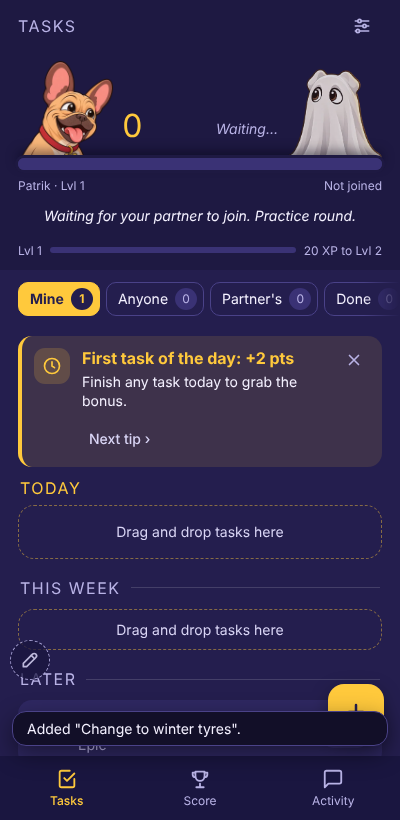 TASKS
0
Waiting...
Patrik · Lvl 1
Not joined
Waiting for your partner to join. Practice round.
Lvl 1
20 XP to Lvl 2
Mine 1
Anyone 0
Partner's 0
Done 0
First task of the day: +2 pts
Finish any task today to grab the
bonus.
Next tip ›
TODAY
Drag and drop tasks here
THIS WEEK
Drag and drop tasks here
LATER
Added "Change to winter tyres".
Epic
Tasks
Score
Activity